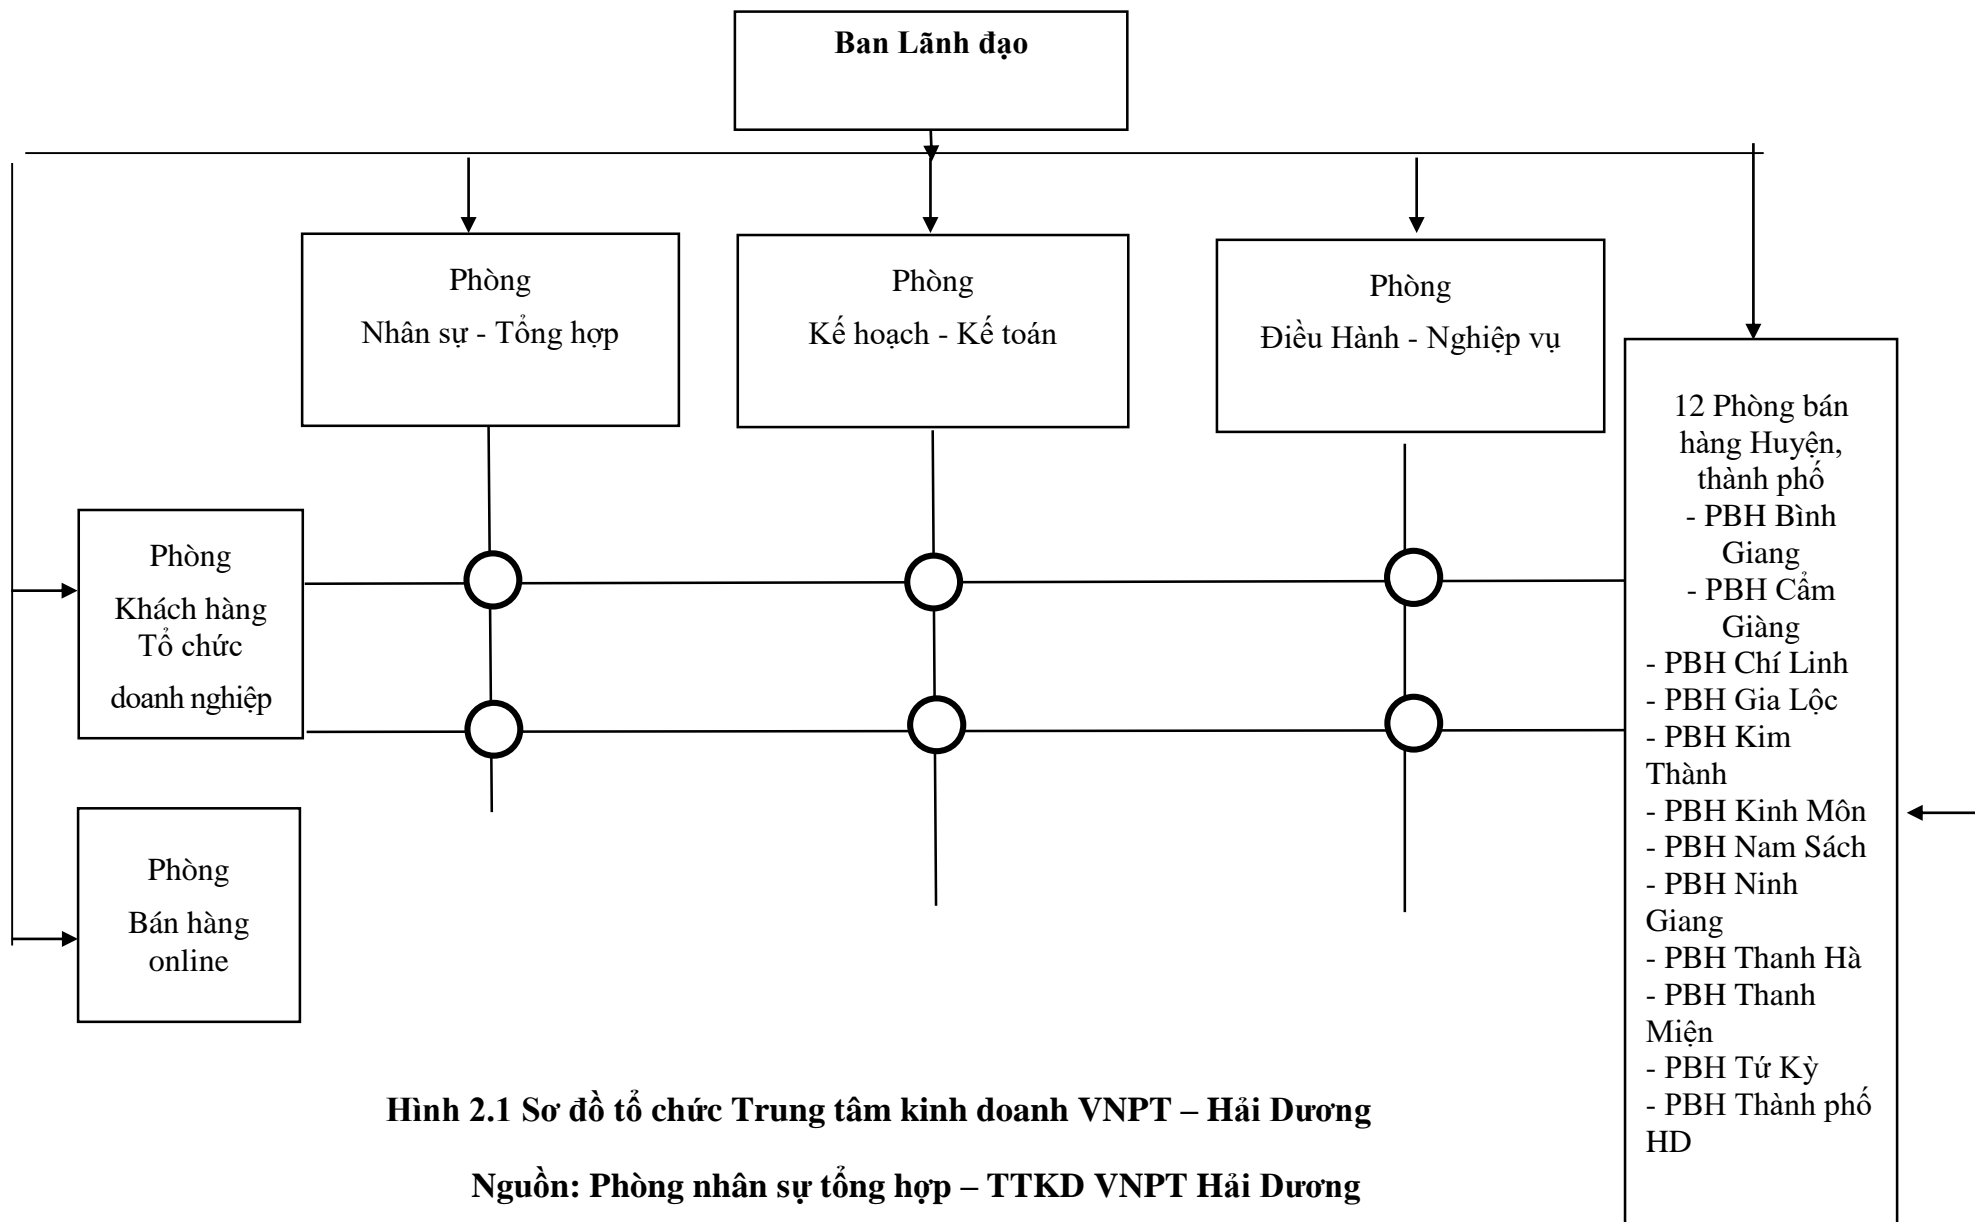 Ban Lãnh đạo
Phòng
Nhân sự - Tổng hợp
Phòng
Kế hoạch - Kế toán
Phòng
Điều Hành - Nghiệp vụ
12 Phòng bán
hàng Huyện,
thành phố
- PBH Bình
Giang
- PBH Cẩm
Giàng
- PBH Chí Linh
- PBH Gia Lộc
- PBH Kim
Thành
- PBH Kinh Môn
- PBH Nam Sách
- PBH Ninh
Giang
- PBH Thanh Hà
- PBH Thanh
Miện
- PBH Tứ Kỳ
- PBH Thành phố
HD
Phòng
Khách hàng
Tổ chức
doanh nghiệp
Phòng
Bán hàng
online
Hình 2.1 Sơ đồ tổ chức Trung tâm kinh doanh VNPT – Hải Dương
Nguồn: Phòng nhân sự tổng hợp – TTKD VNPT Hải Dương